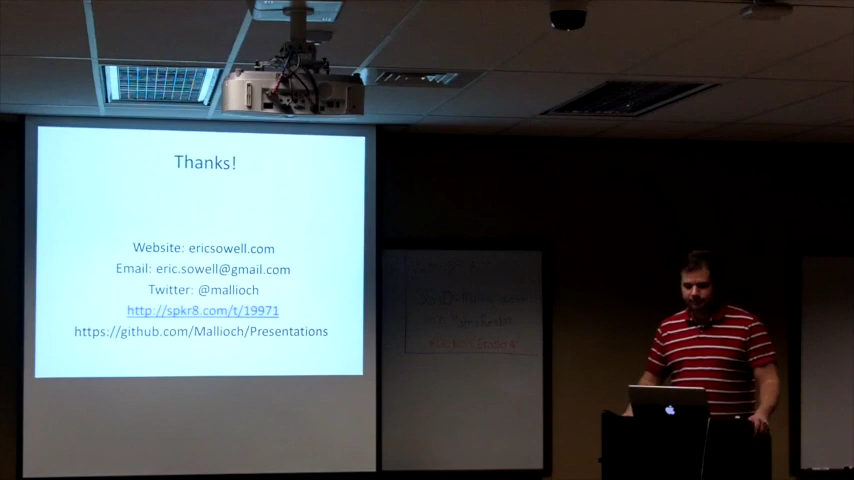 Thanks!
Website: ericsowell.com
Email: eric.sowell@gmail.com
Twitter: @mallioch
http://spkr8.com/t/19971
https://github.com/Mallioch/Presentations